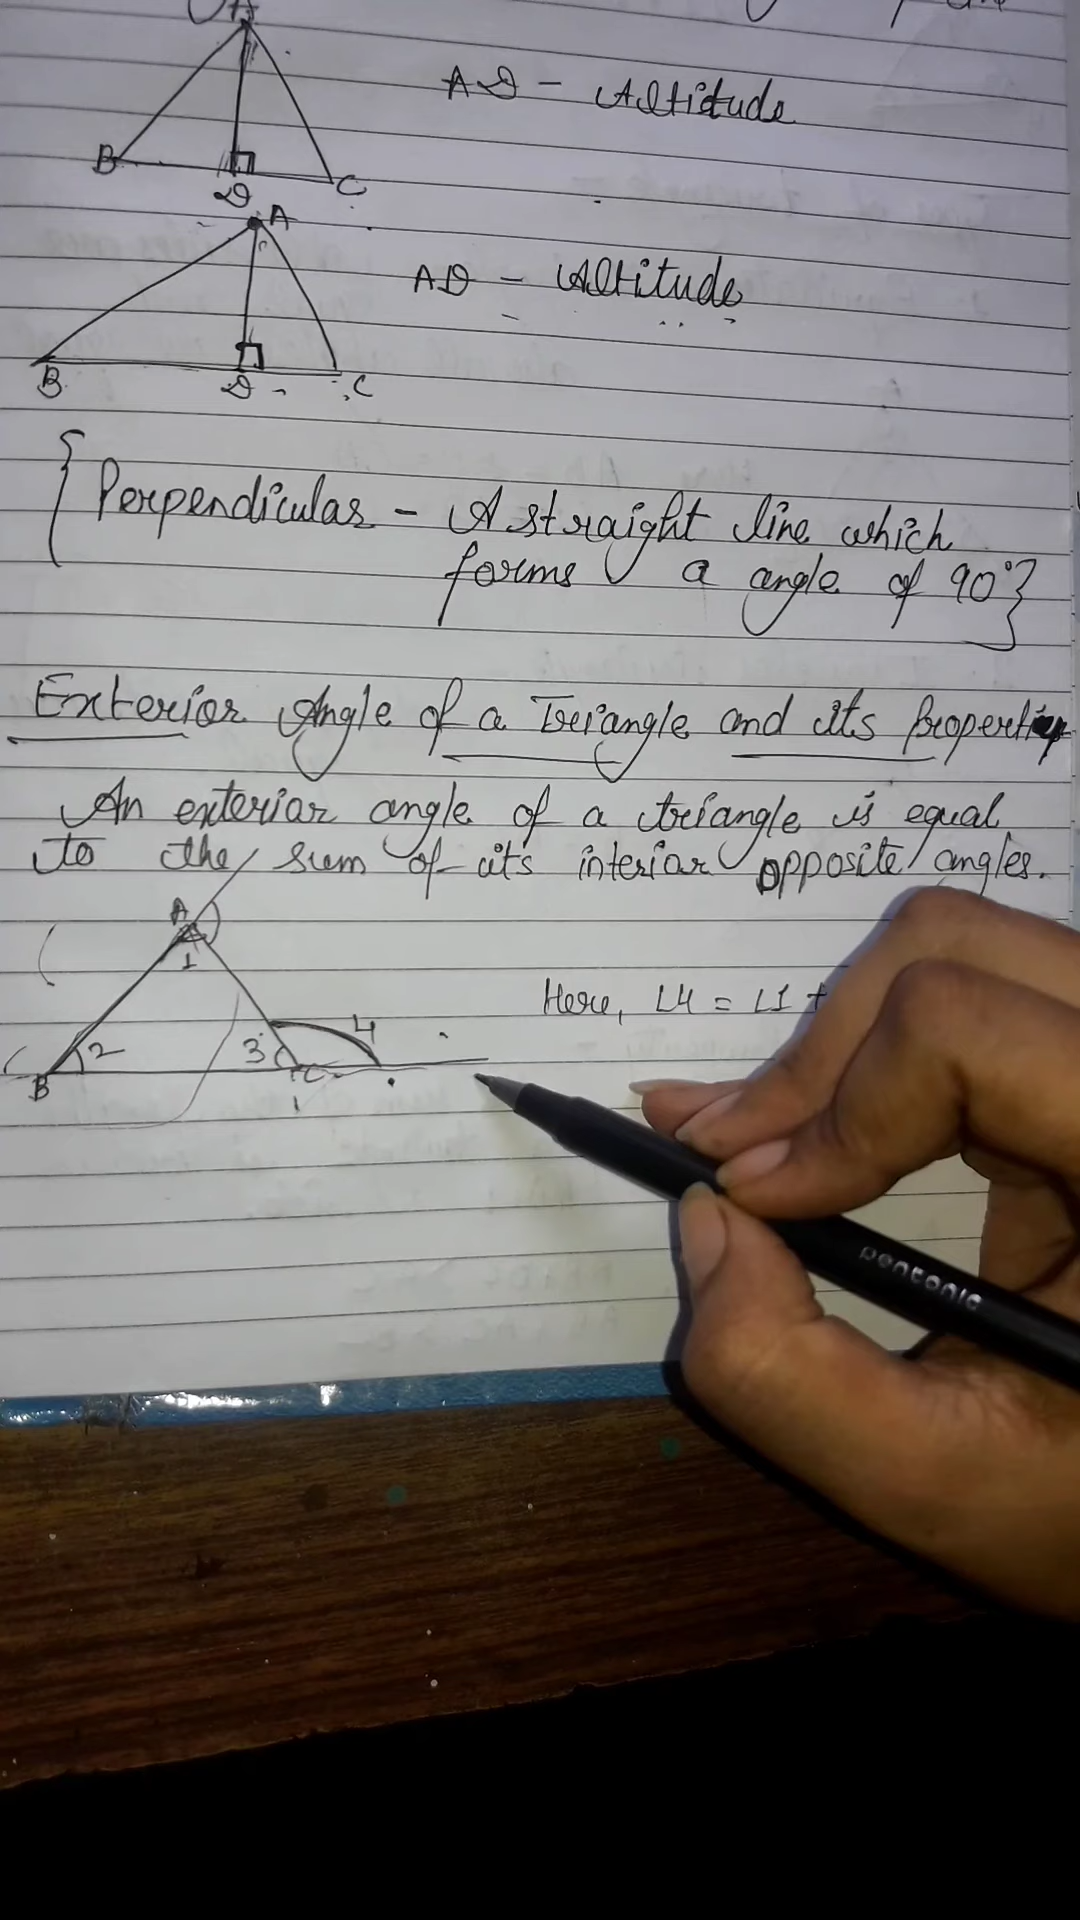 A
AD - Altitude
B
D
C
A
AD - Altitude
B
D
C
{Perpendicular - A straight line which
forms a angle of 90°}
Exterior Angle of a Triangle and its Property
An exterior angle of a triangle is equal
to the sum of its interior opposite angles.
A
1
Here, ∠4 = ∠1 +
4
2
3
B
C
pentonic